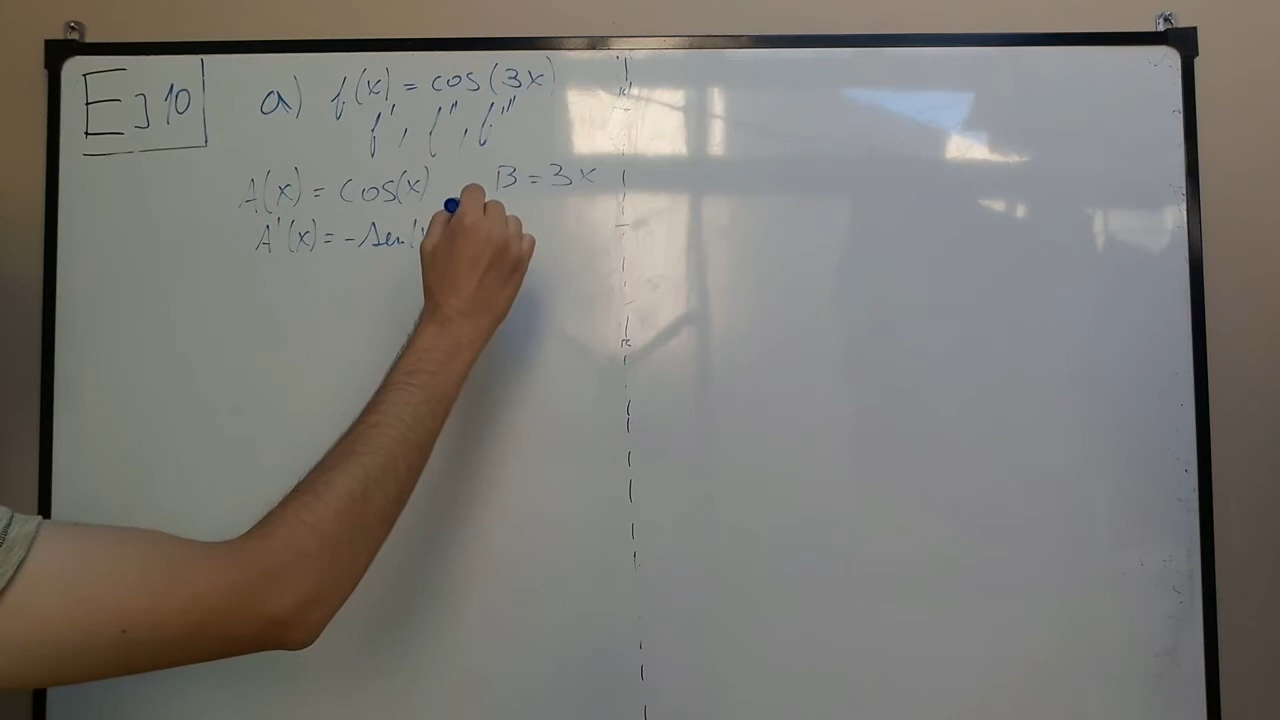 Ej 10
a) f(x) = cos(3x)
f', f'', f'''
A(x) = cos(x) B = 3x
A'(x) = -sen(